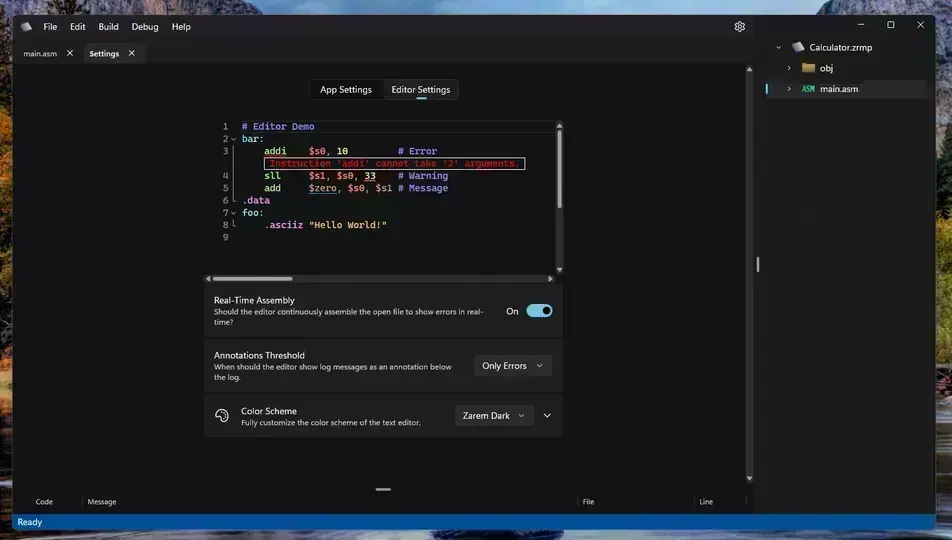 File Edit Build Debug Help
main.asm Settings
App Settings Editor Settings
1 # Editor Demo
2 bar:
3 addi $s0, 10 # Error
Instruction 'addi' cannot take '2' arguments.
4 sll $s1, $s0, 33 # Warning
5 add $zero, $s0, $s1 # Message
6 .data
7 foo:
8 .asciiz "Hello World!"
9
Real-Time Assembly
Should the editor continuously assemble the open file to show errors in real-
time?
On
Annotations Threshold
When should the editor show log messages as an annotation below
the log.
Only Errors
Color Scheme
Fully customize the color scheme of the text editor.
Zarem Dark
Calculator.zrmp
obj
ASM main.asm
Code Message File Line
Ready